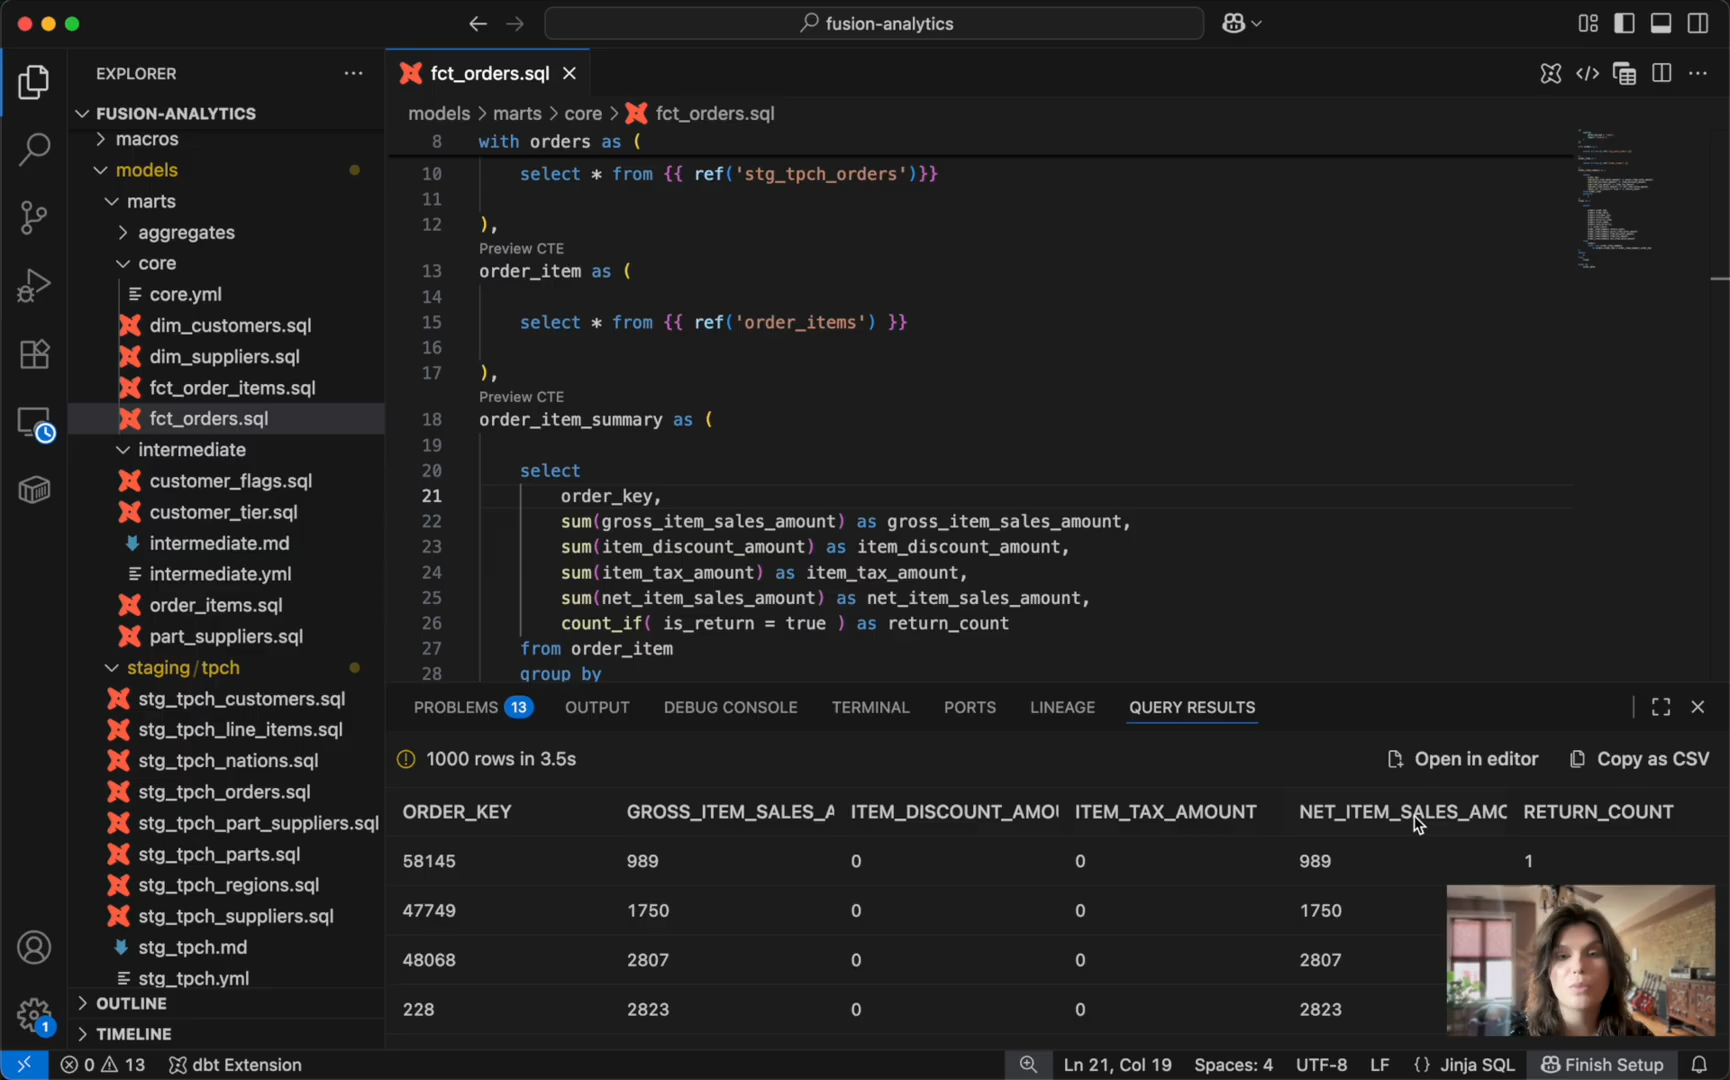 fusion-analytics
EXPLORER
FUSION-ANALYTICS
macros
models
marts
aggregates
core
core.yml
dim_customers.sql
dim_suppliers.sql
fct_order_items.sql
fct_orders.sql
intermediate
customer_flags.sql
customer_tier.sql
intermediate.md
intermediate.yml
order_items.sql
part_suppliers.sql
staging/tpch
stg_tpch_customers.sql
stg_tpch_line_items.sql
stg_tpch_nations.sql
stg_tpch_orders.sql
stg_tpch_part_suppliers.sql
stg_tpch_parts.sql
stg_tpch_regions.sql
stg_tpch_suppliers.sql
stg_tpch.md
stg_tpch.yml
OUTLINE
TIMELINE
1
fct_orders.sql
models > marts > core > fct_orders.sql
8 with orders as (
10 select * from {{ ref('stg_tpch_orders')}}
11
12 ),
Preview CTE
13 order_item as (
14
15 select * from {{ ref('order_items') }}
16
17 ),
Preview CTE
18 order_item_summary as (
19
20 select
21 order_key,
22 sum(gross_item_sales_amount) as gross_item_sales_amount,
23 sum(item_discount_amount) as item_discount_amount,
24 sum(item_tax_amount) as item_tax_amount,
25 sum(net_item_sales_amount) as net_item_sales_amount,
26 count_if( is_return = true ) as return_count
27 from order_item
28 group by
PROBLEMS 13 OUTPUT DEBUG CONSOLE TERMINAL PORTS LINEAGE QUERY RESULTS
1000 rows in 3.5s Open in editor Copy as CSV
ORDER_KEY GROSS_ITEM_SALES_A ITEM_DISCOUNT_AMOU ITEM_TAX_AMOUNT NET_ITEM_SALES_AMO RETURN_COUNT
58145 989 0 0 989 1
47749 1750 0 0 1750
48068 2807 0 0 2807
228 2823 0 0 2823
0 13 dbt Extension Ln 21, Col 19 Spaces: 4 UTF-8 LF {} Jinja SQL Finish Setup